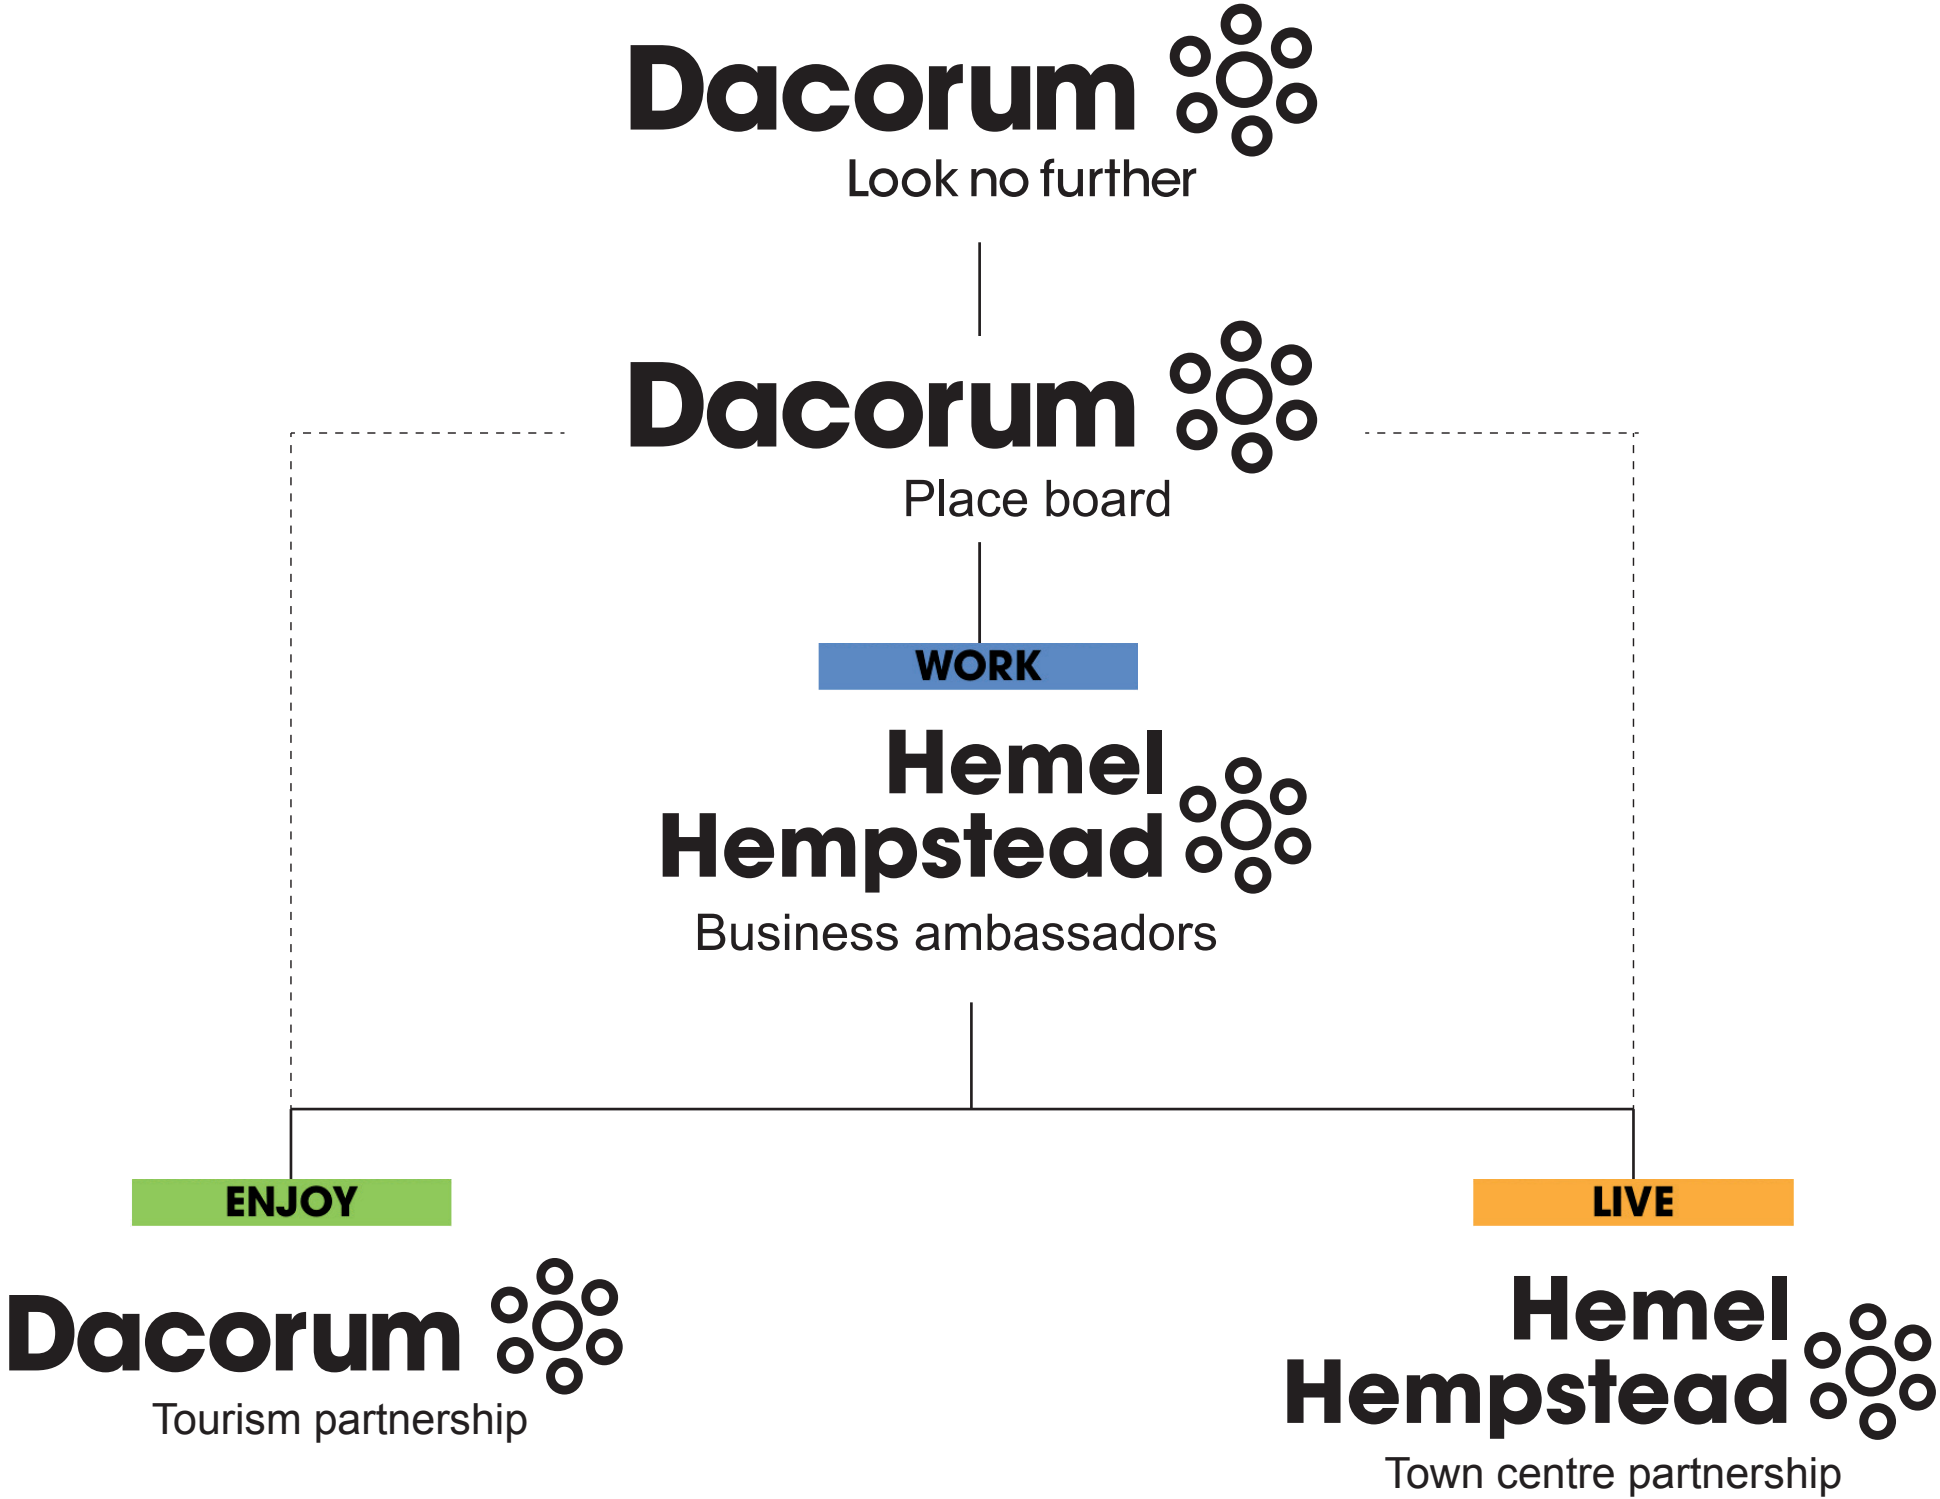 Dacorum
Look no further
Dacorum
Place board
WORK
Hemel
Hempstead
Business ambassadors
ENJOY
Dacorum
Tourism partnership
LIVE
Hemel
Hempstead
Town centre partnership